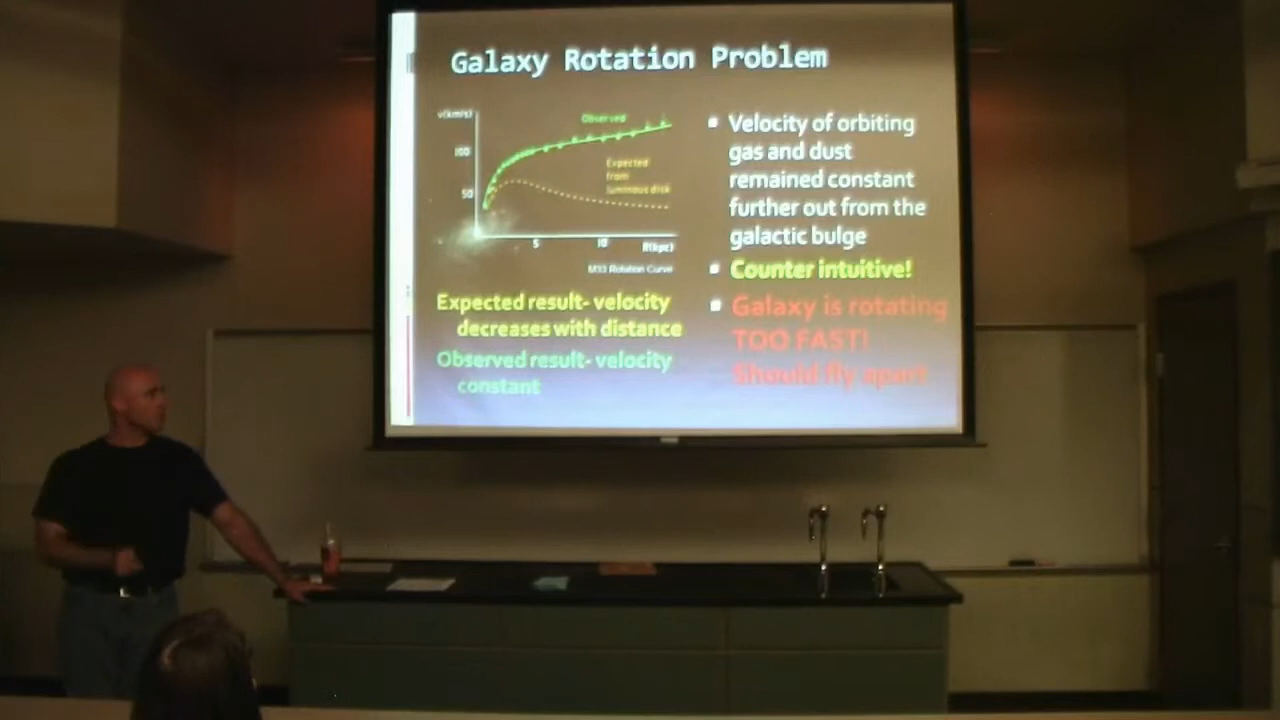 Galaxy Rotation Problem
v(km/s)
Observed
100
Expected
from
luminous disk
50
5
10
R(kpc)
M33 Rotation Curve
Expected result- velocity
decreases with distance
Observed result- velocity
constant
Velocity of orbiting
gas and dust
remained constant
further out from the
galactic bulge
Counter intuitive!
Galaxy is rotating
TOO FAST!
Should fly apart